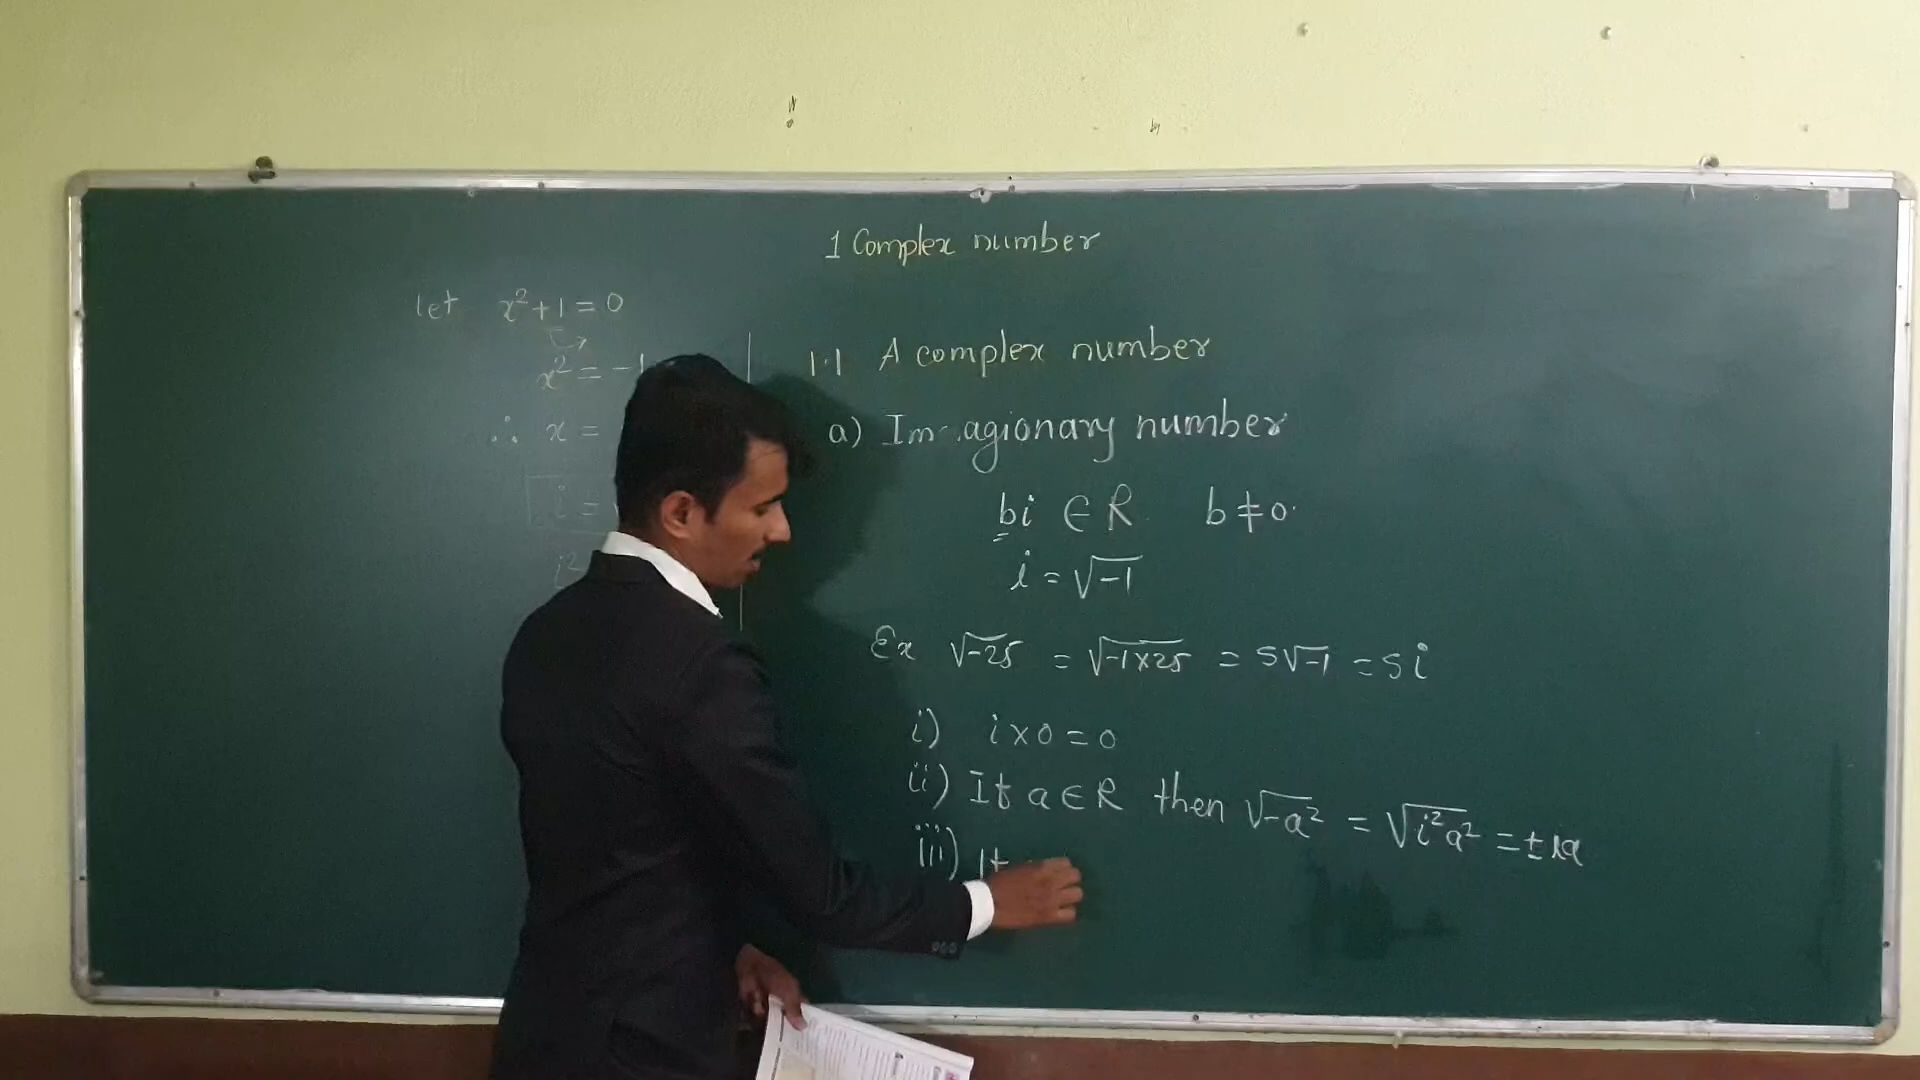 1 Complex number
let x²+1=0
x²=-1
∴ x =
i =
i²
1.1 A complex number
a) Im agionary number
bi ∈ R b≠0
i = √-1
Ex √-25 = √-1×25 = 5√-1 = 5i
i) i×0=0
ii) If a∈R then √-a² = √i²a² = ± ia
iii) If